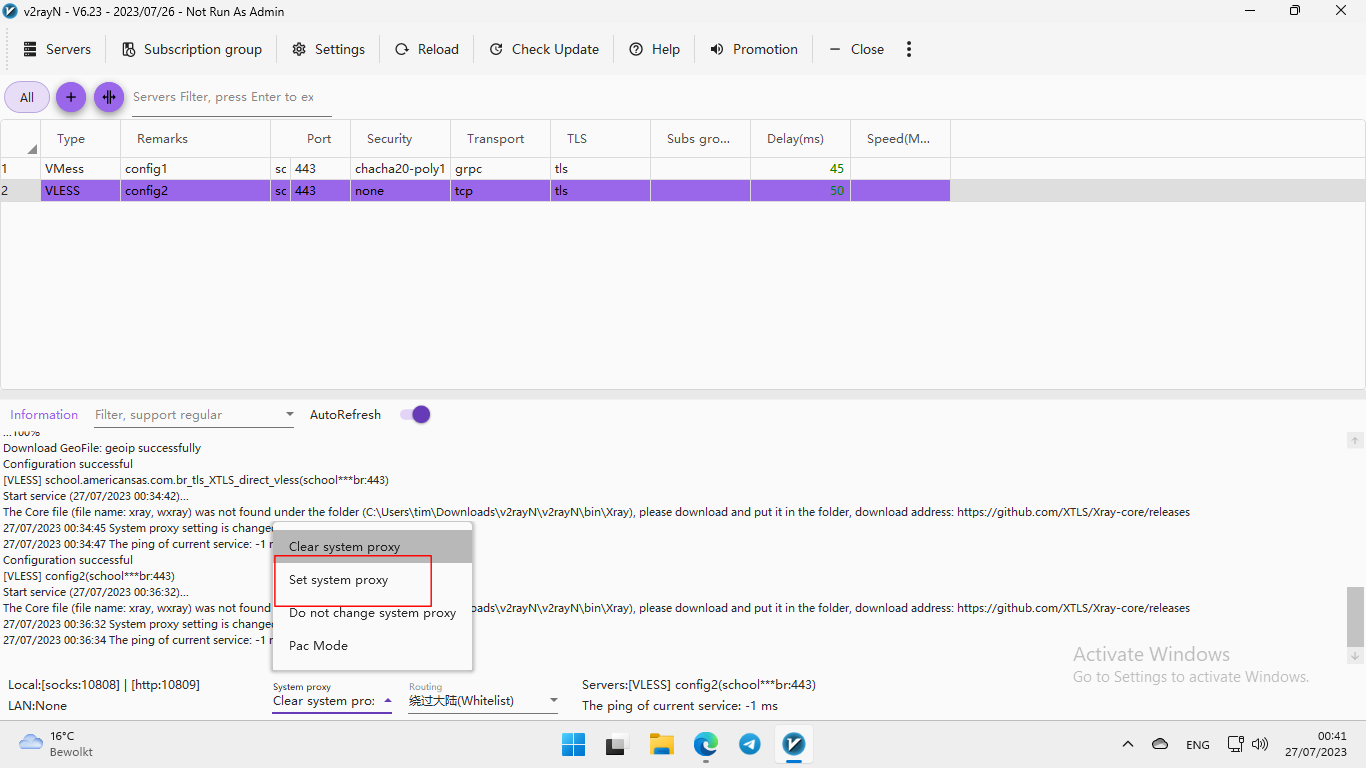 v2rayN - V6.23 - 2023/07/26 - Not Run As Admin
Servers Subscription group Settings Reload Check Update Help Promotion Close
All Servers Filter, press Enter to ex
Type Remarks Port Security Transport TLS Subs gro... Delay(ms) Speed(M...
1 VMess config1 sc 443 chacha20-poly1 grpc tls 45
2 VLESS config2 sc 443 none tcp tls 50
Information Filter, support regular AutoRefresh
...100%
Download GeoFile: geoip successfully
Configuration successful
[VLESS] school.americansas.com.br_tls_XTLS_direct_vless(school***br:443)
Start service (27/07/2023 00:34:42)...
The Core file (file name: xray, wxray) was not found under the folder (C:\Users\tim\Downloads\v2rayN\v2rayN\bin\Xray), please download and put it in the folder, download address: https://github.com/XTLS/Xray-core/releases
27/07/2023 00:34:45 System proxy setting is change
27/07/2023 00:34:47 The ping of current service: -1
Configuration successful
[VLESS] config2(school***br:443)
Start service (27/07/2023 00:36:32)...
The Core file (file name: xray, wxray) was not found ads\v2rayN\v2rayN\bin\Xray), please download and put it in the folder, download address: https://github.com/XTLS/Xray-core/releases
27/07/2023 00:36:32 System proxy setting is change
27/07/2023 00:36:34 The ping of current service: -1
Clear system proxy
Set system proxy
Do not change system proxy
Pac Mode
Activate Windows
Go to Settings to activate Windows.
Local:[socks:10808] | [http:10809]
LAN:None
System proxy
Clear system pro:
Routing
绕过大陆(Whitelist)
Servers:[VLESS] config2(school***br:443)
The ping of current service: -1 ms
16°C
Bewolkt
ENG
00:41
27/07/2023